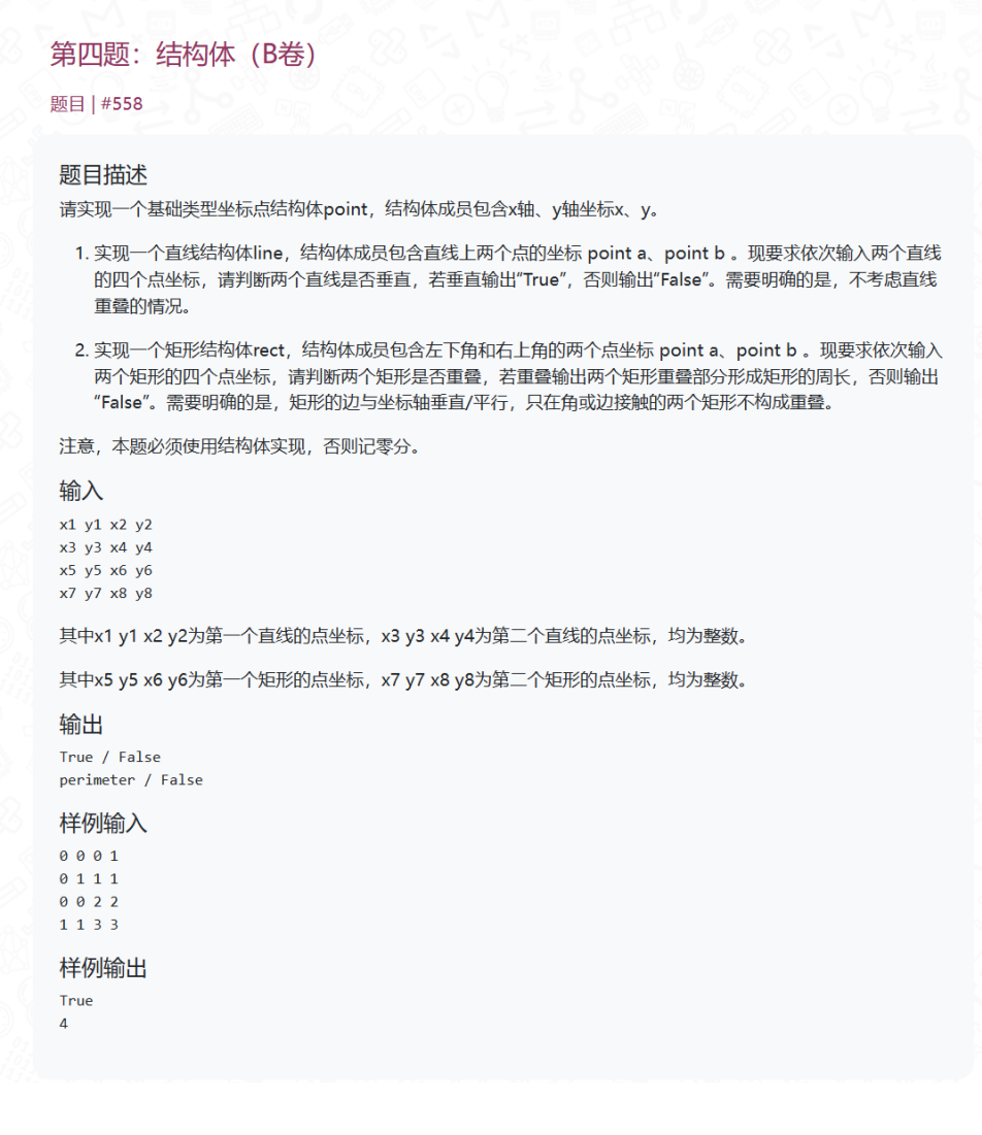 第四题：结构体（B卷）
题目 | #558
题目描述
请实现一个基础类型坐标点结构体point，结构体成员包含x轴、y轴坐标x、y。
1. 实现一个直线结构体line，结构体成员包含直线上两个点的坐标 point a、point b 。现要求依次输入两个直线
的四个点坐标，请判断两个直线是否垂直，若垂直输出“True”，否则输出“False”。需要明确的是，不考虑直线
重叠的情况。
2. 实现一个矩形结构体rect，结构体成员包含左下角和右上角的两个点坐标 point a、point b 。现要求依次输入
两个矩形的四个点坐标，请判断两个矩形是否重叠，若重叠输出两个矩形重叠部分形成矩形的周长，否则输出
“False”。需要明确的是，矩形的边与坐标轴垂直/平行，只在角或边接触的两个矩形不构成重叠。
注意，本题必须使用结构体实现，否则记零分。
输入
x1 y1 x2 y2
x3 y3 x4 y4
x5 y5 x6 y6
x7 y7 x8 y8
其中x1 y1 x2 y2为第一个直线的点坐标，x3 y3 x4 y4为第二个直线的点坐标，均为整数。
其中x5 y5 x6 y6为第一个矩形的点坐标，x7 y7 x8 y8为第二个矩形的点坐标，均为整数。
输出
True / False
perimeter / False
样例输入
0 0 0 1
0 1 1 1
0 0 2 2
1 1 3 3
样例输出
True
4